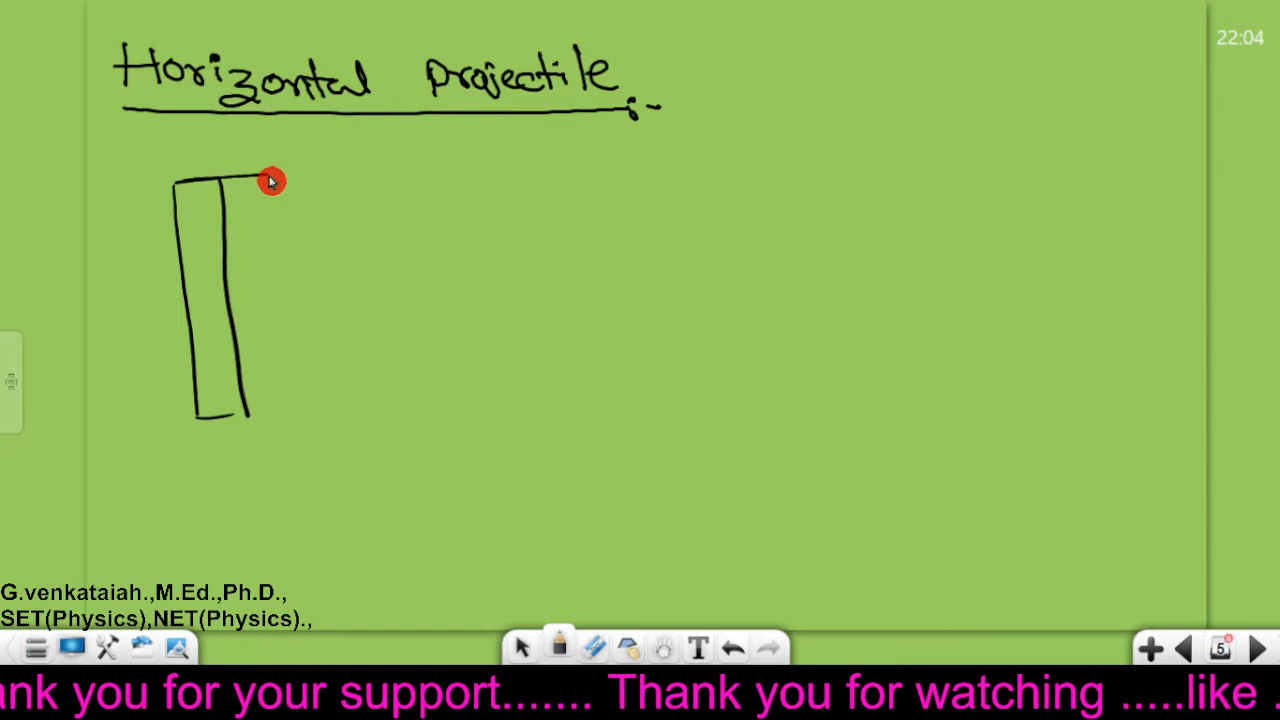 22:04
Horizontal Projectile :-
G.venkataiah.,M.Ed.,Ph.D.,
SET(Physics),NET(Physics).,
T
5
ank you for your support....... Thank you for watching .....like